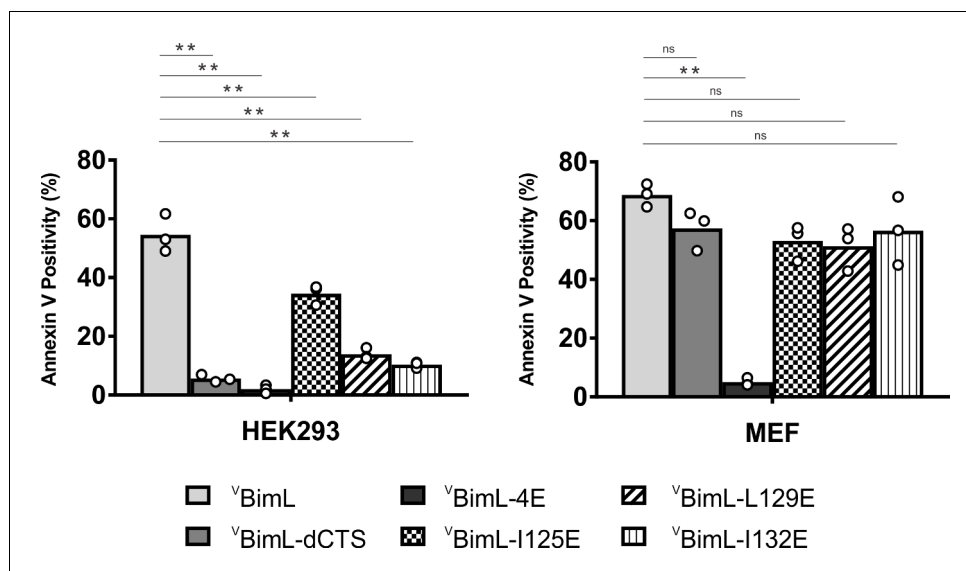 **
**
**
**
**
80
60
40
20
0
Annexin V Positivity (%)
HEK293
ns
**
ns
ns
ns
80
60
40
20
0
Annexin V Positivity (%)
MEF
VBimL
VBimL-4E
VBimL-L129E
VBimL-dCTS
VBimL-I125E
VBimL-I132E